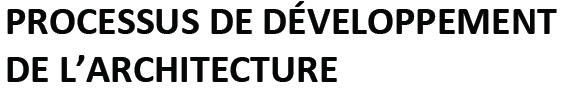 PROCESSUS DE DÉVELOPPEMENT
DE L’ARCHITECTURE